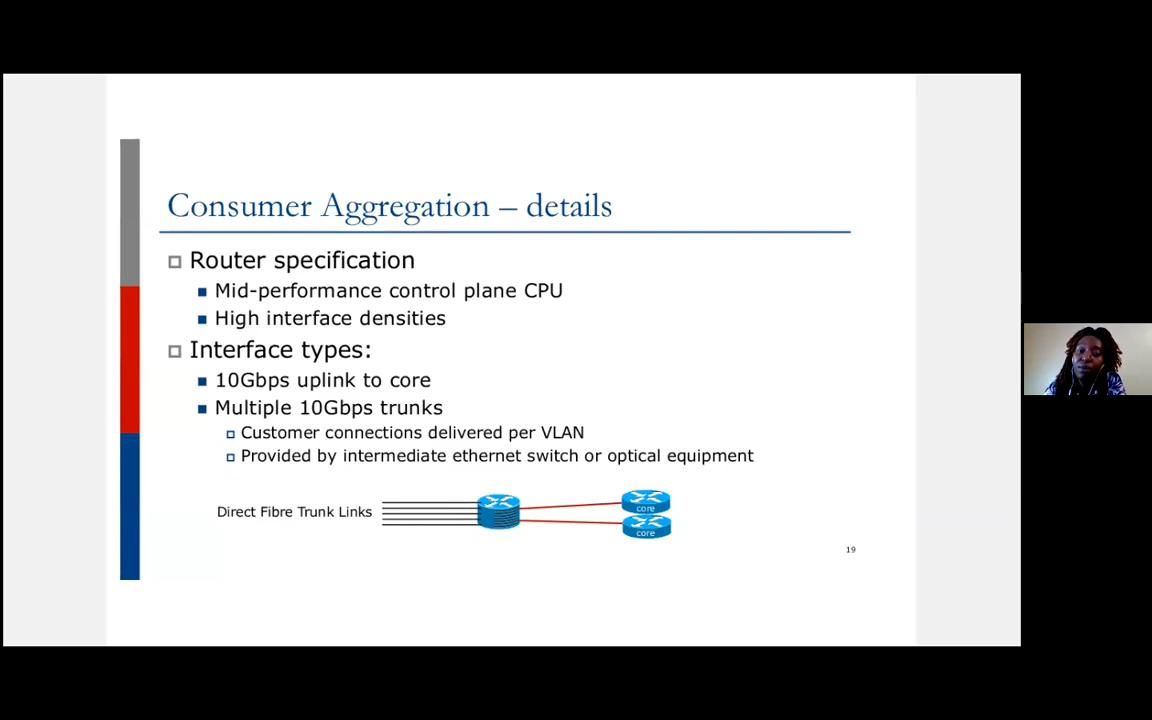 Consumer Aggregation – details
Router specification
Mid-performance control plane CPU
High interface densities
Interface types:
10Gbps uplink to core
Multiple 10Gbps trunks
Customer connections delivered per VLAN
Provided by intermediate ethernet switch or optical equipment
Direct Fibre Trunk Links
core
core
19